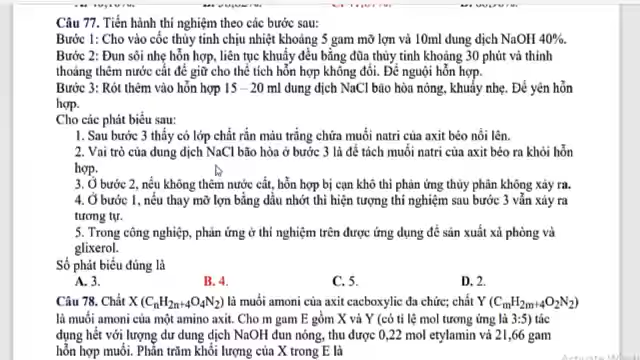 Câu 77. Tiến hành thí nghiệm theo các bước sau:
Bước 1: Cho vào cốc thủy tinh chịu nhiệt khoảng 5 gam mỡ lợn và 10ml dung dịch NaOH 40%.
Bước 2: Đun sôi nhẹ hỗn hợp, liên tục khuấy đều bằng đũa thủy tinh khoảng 30 phút và thỉnh
thoảng thêm nước cất để giữ cho thể tích hỗn hợp không đổi. Để nguội hỗn hợp.
Bước 3: Rót thêm vào hỗn hợp 15 – 20 ml dung dịch NaCl bão hòa nóng, khuấy nhẹ. Để yên hỗn
hợp.
Cho các phát biểu sau:
1. Sau bước 3 thấy có lớp chất rắn màu trắng chứa muối natri của axit béo nổi lên.
2. Vai trò của dung dịch NaCl bão hòa ở bước 3 là để tách muối natri của axit béo ra khỏi hỗn
hợp.
3. Ở bước 2, nếu không thêm nước cất, hỗn hợp bị cạn khô thì phản ứng thủy phân không xảy ra.
4. Ở bước 1, nếu thay mỡ lợn bằng dầu nhớt thì hiện tượng thí nghiệm sau bước 3 vẫn xảy ra
tương tự.
5. Trong công nghiệp, phản ứng ở thí nghiệm trên được ứng dụng để sản xuất xà phòng và
glixerol.
Số phát biểu đúng là
A. 3. B. 4. C. 5. D. 2.
Câu 78. Chất X (CₙH₂ₙ₊₄O₄N₂) là muối amoni của axit cacboxylic đa chức; chất Y (CₘH₂ₘ₊₄O₂N₂)
là muối amoni của một amino axit. Cho m gam E gồm X và Y (có tỉ lệ mol tương ứng là 3:5) tác
dụng hết với lượng dư dung dịch NaOH đun nóng, thu được 0,22 mol etylamin và 21,66 gam
hỗn hợp muối. Phần trăm khối lượng của X trong E là